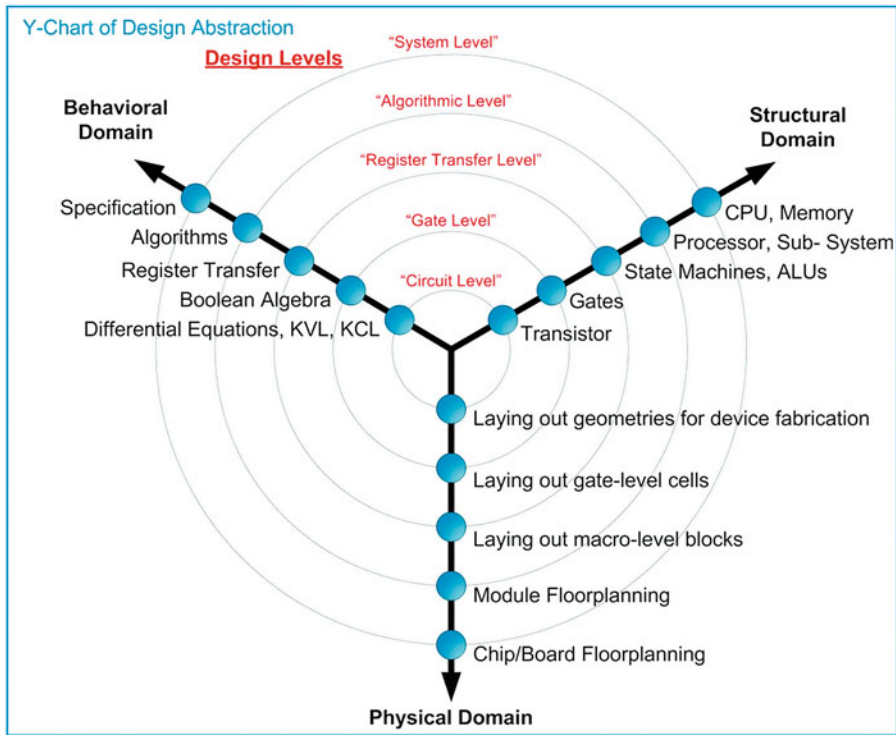 Y-Chart of Design Abstraction
Design Levels
“System Level”
“Algorithmic Level”
“Register Transfer Level”
“Gate Level”
“Circuit Level”
Behavioral
Domain
Specification
Algorithms
Register Transfer
Boolean Algebra
Differential Equations, KVL, KCL
Structural
Domain
CPU, Memory
Processor, Sub- System
State Machines, ALUs
Gates
Transistor
Laying out geometries for device fabrication
Laying out gate-level cells
Laying out macro-level blocks
Module Floorplanning
Chip/Board Floorplanning
Physical Domain